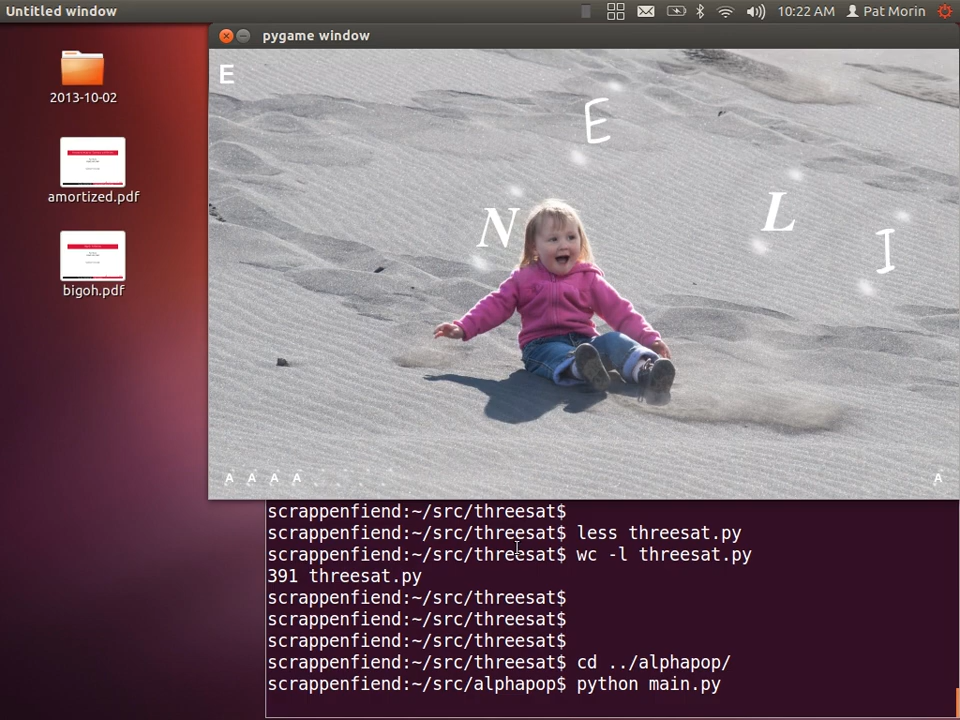 Untitled window
10:22 AM
Pat Morin
pygame window
2013-10-02
amortized.pdf
bigoh.pdf
E
E
N
L
I
A A A A
A
scrappenfiend:~/src/threesat$
scrappenfiend:~/src/threesat$ less threesat.py
scrappenfiend:~/src/threesat$ wc -l threesat.py
391 threesat.py
scrappenfiend:~/src/threesat$
scrappenfiend:~/src/threesat$
scrappenfiend:~/src/threesat$
scrappenfiend:~/src/threesat$ cd ../alphapop/
scrappenfiend:~/src/alphapop$ python main.py